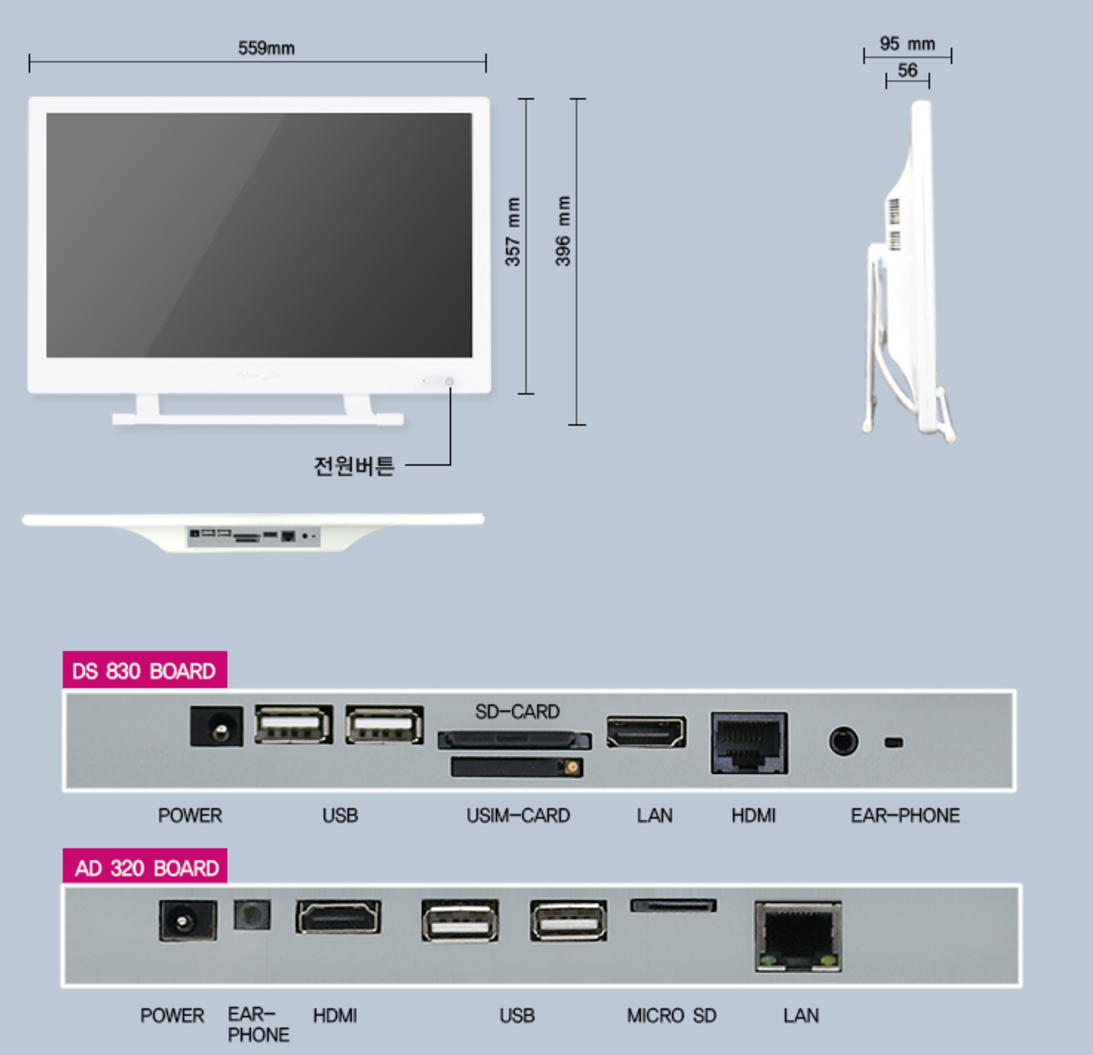 559mm
95 mm
56
357 mm
396 mm
전원버튼
DS 830 BOARD
SD-CARD
POWER
USB
USIM-CARD
LAN
HDMI
EAR-PHONE
AD 320 BOARD
POWER
EAR-
PHONE
HDMI
USB
MICRO SD
LAN